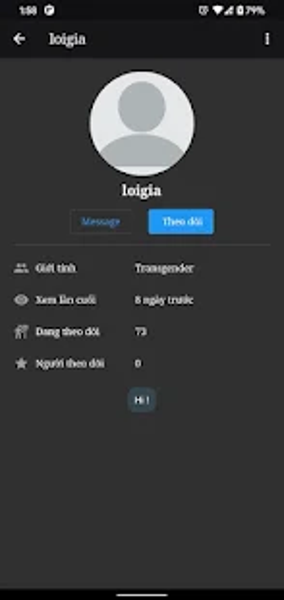 1:58
79%
loigia
loigia
Message
Theo dõi
Giới tính
Transgender
Xem lần cuối
8 ngày trước
Đang theo dõi
73
Người theo dõi
0
Hi !